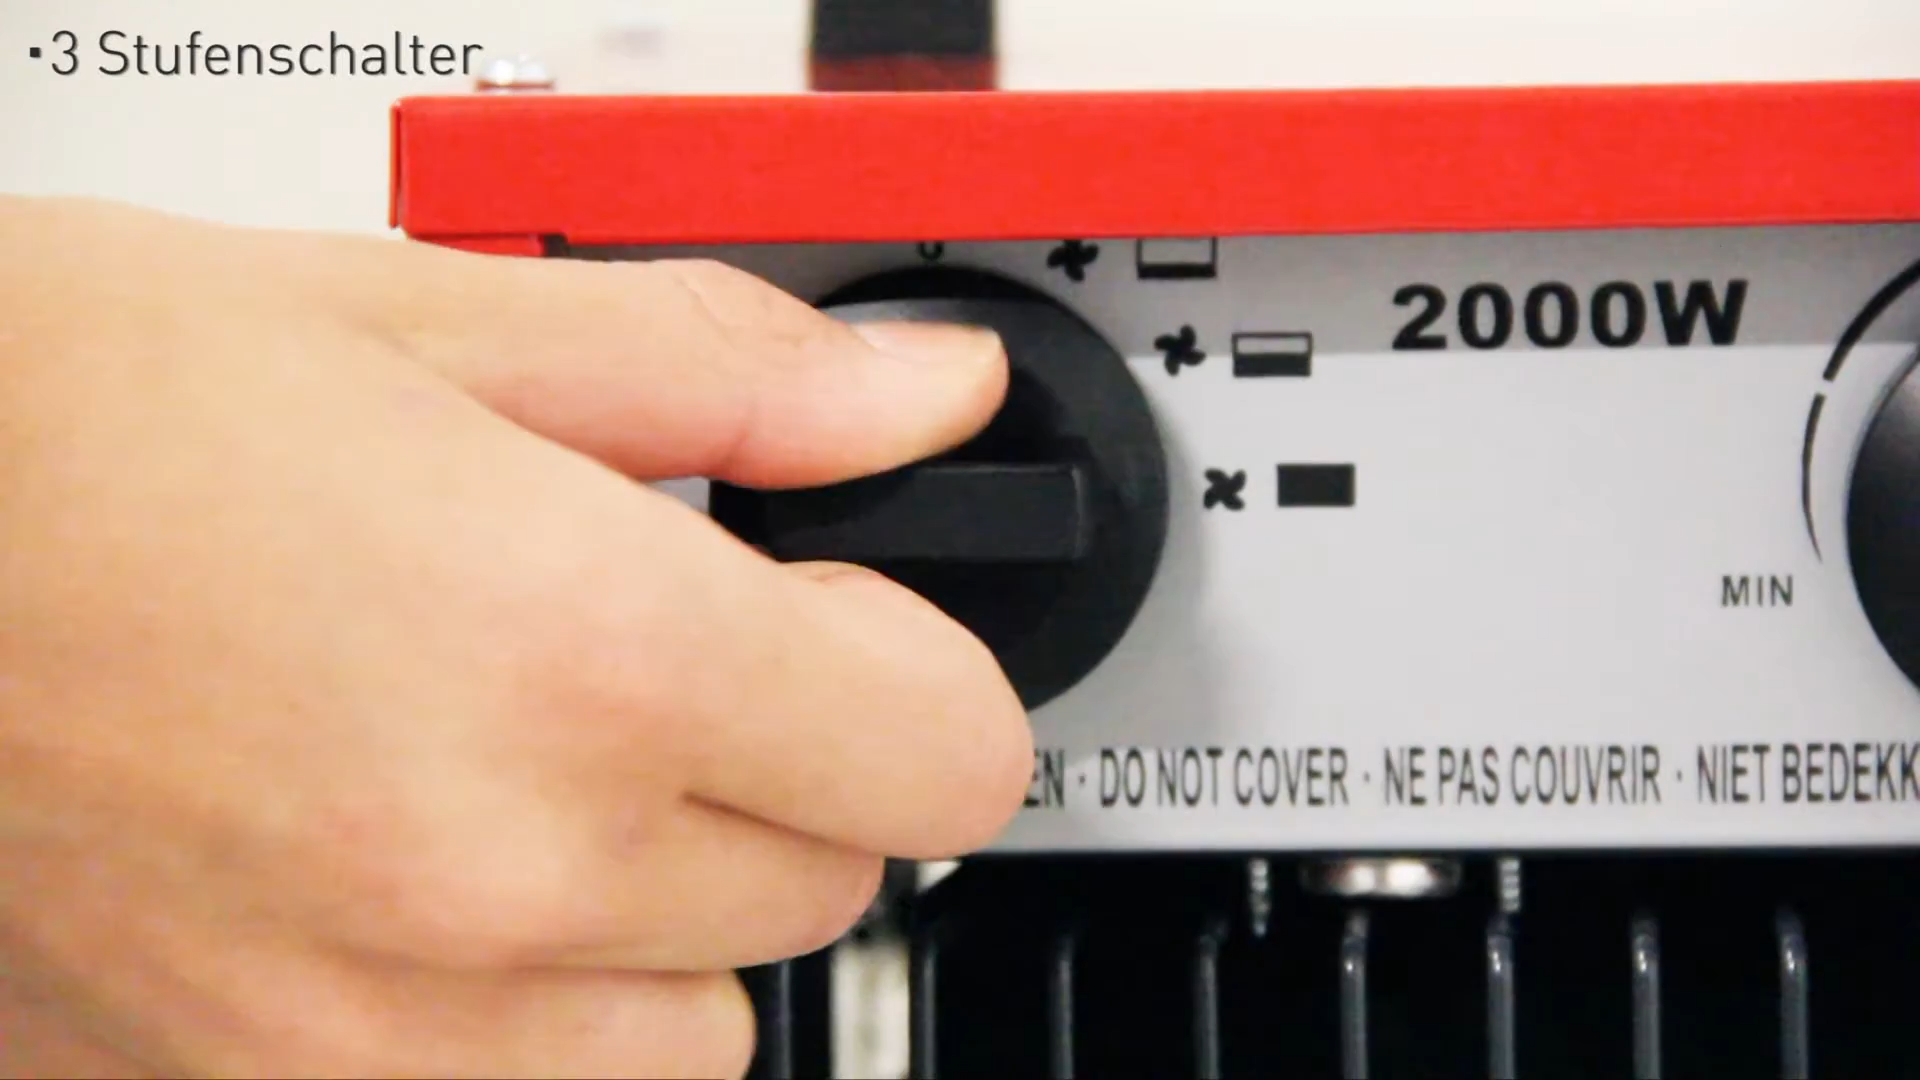 ▪3 Stufenschalter
0
2000W
MIN
EN · DO NOT COVER · NE PAS COUVRIR · NIET BEDEKK